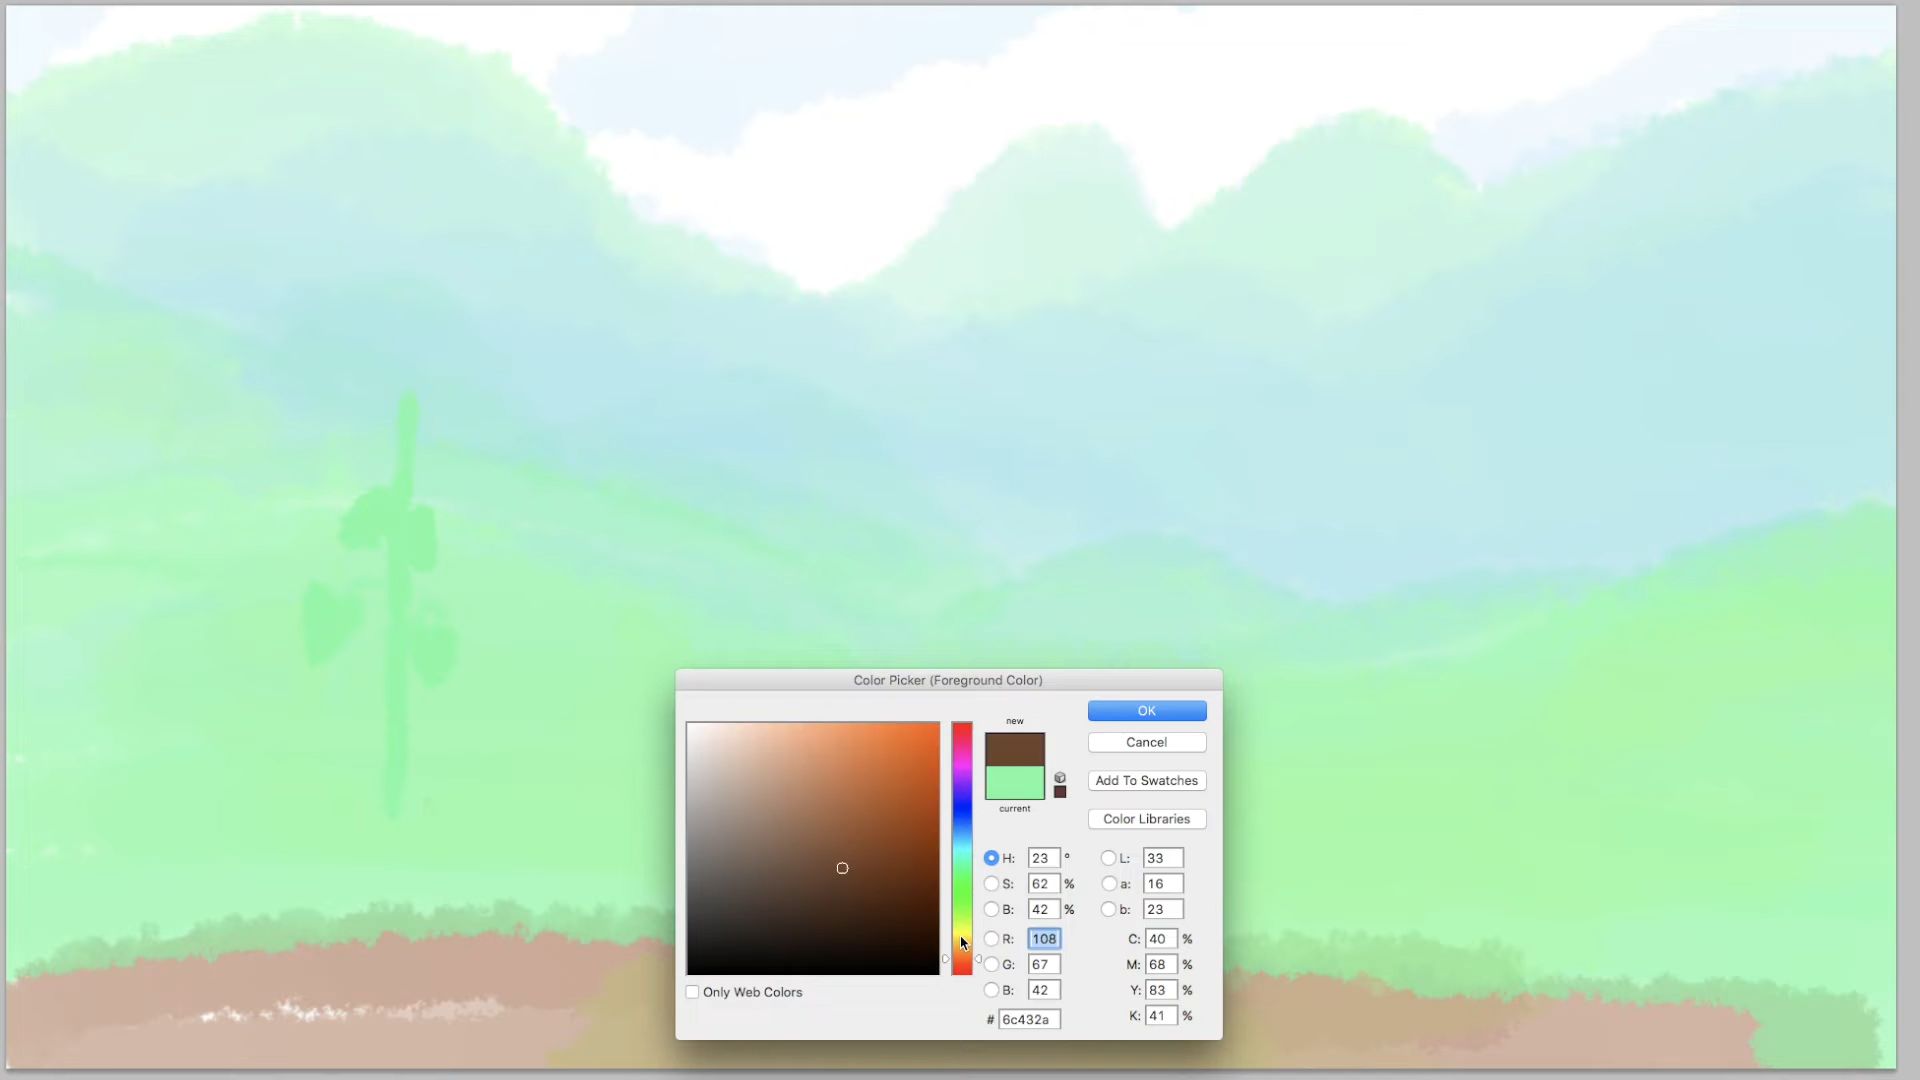 Color Picker (Foreground Color)
new
current
OK
Cancel
Add To Swatches
Color Libraries
H: 23 °
S: 62 %
B: 42 %
R: 108
G: 67
B: 42
# 6c432a
L: 33
a: 16
b: 23
C: 40 %
M: 68 %
Y: 83 %
K: 41 %
Only Web Colors